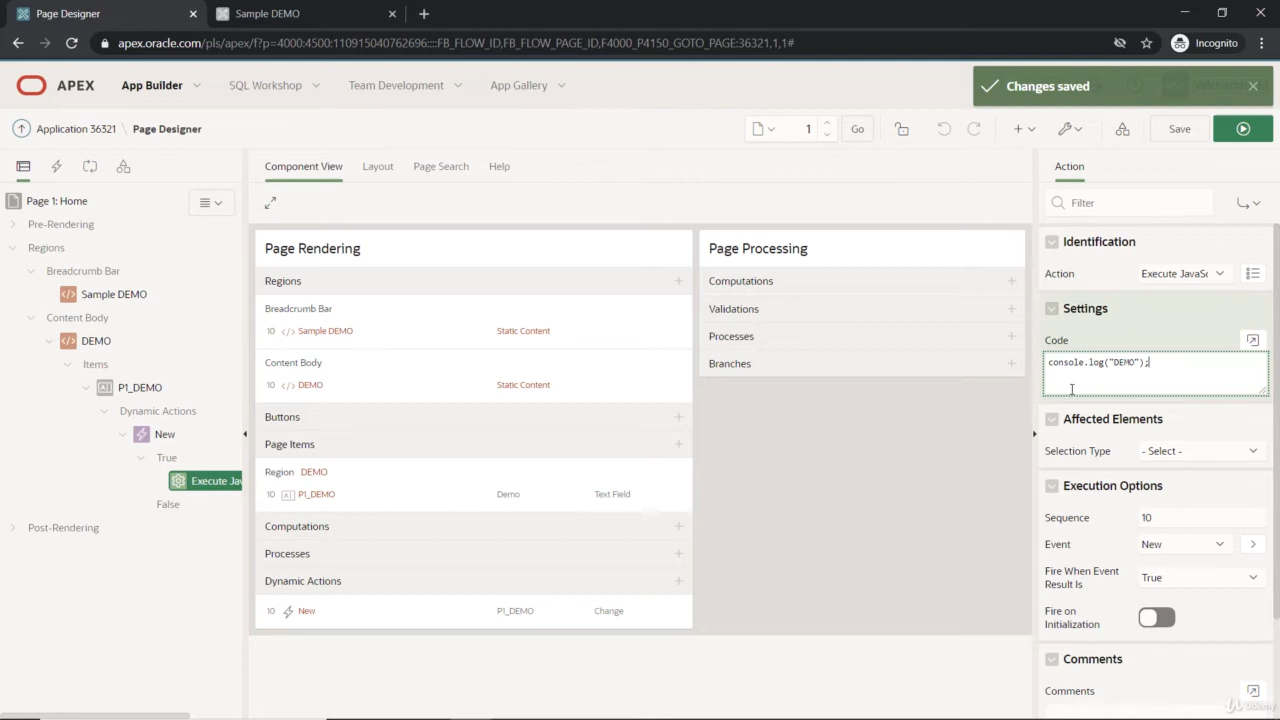 Page Designer
Sample DEMO
apex.oracle.com/pls/apex/f?p=4000:4500:110915040762696::::FB_FLOW_ID,FB_FLOW_PAGE_ID,F4000_P4150_GOTO_PAGE:36321,1,1#
Incognito
APEX
App Builder
SQL Workshop
Team Development
App Gallery
Changes saved
Application 36321
Page Designer
1
Go
Save
Component View
Layout
Page Search
Help
Action
Page 1: Home
Filter
Pre-Rendering
Regions
Breadcrumb Bar
Sample DEMO
Content Body
DEMO
Items
P1_DEMO
Dynamic Actions
New
True
Execute Jav
False
Post-Rendering
Page Rendering
Regions
Breadcrumb Bar
10 Sample DEMO Static Content
Content Body
10 DEMO Static Content
Buttons
Page Items
Region DEMO
10 P1_DEMO Demo Text Field
Computations
Processes
Dynamic Actions
10 New P1_DEMO Change
Page Processing
Computations
Validations
Processes
Branches
Identification
Action Execute JavaSc
Settings
Code
console.log("DEMO");
Affected Elements
Selection Type - Select -
Execution Options
Sequence 10
Event New
Fire When Event
Result Is
True
Fire on
Initialization
Comments
Comments
Udemy